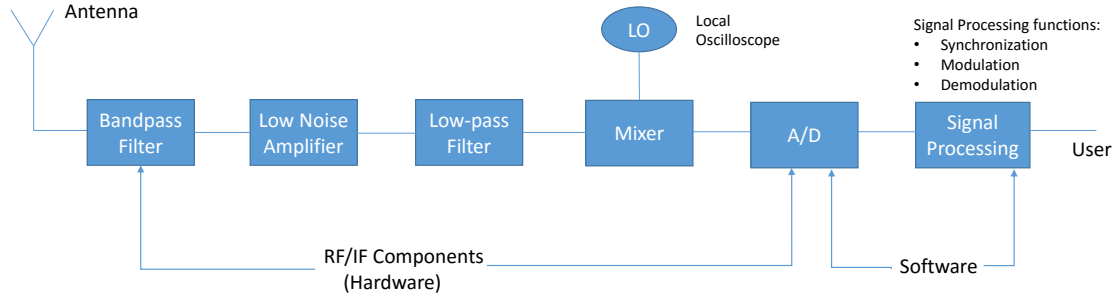 Antenna
LO
Local
Oscilloscope
Signal Processing functions:
• Synchronization
• Modulation
• Demodulation
Bandpass
Filter
Low Noise
Amplifier
Low-pass
Filter
Mixer
A/D
Signal
Processing
User
RF/IF Components
(Hardware)
Software